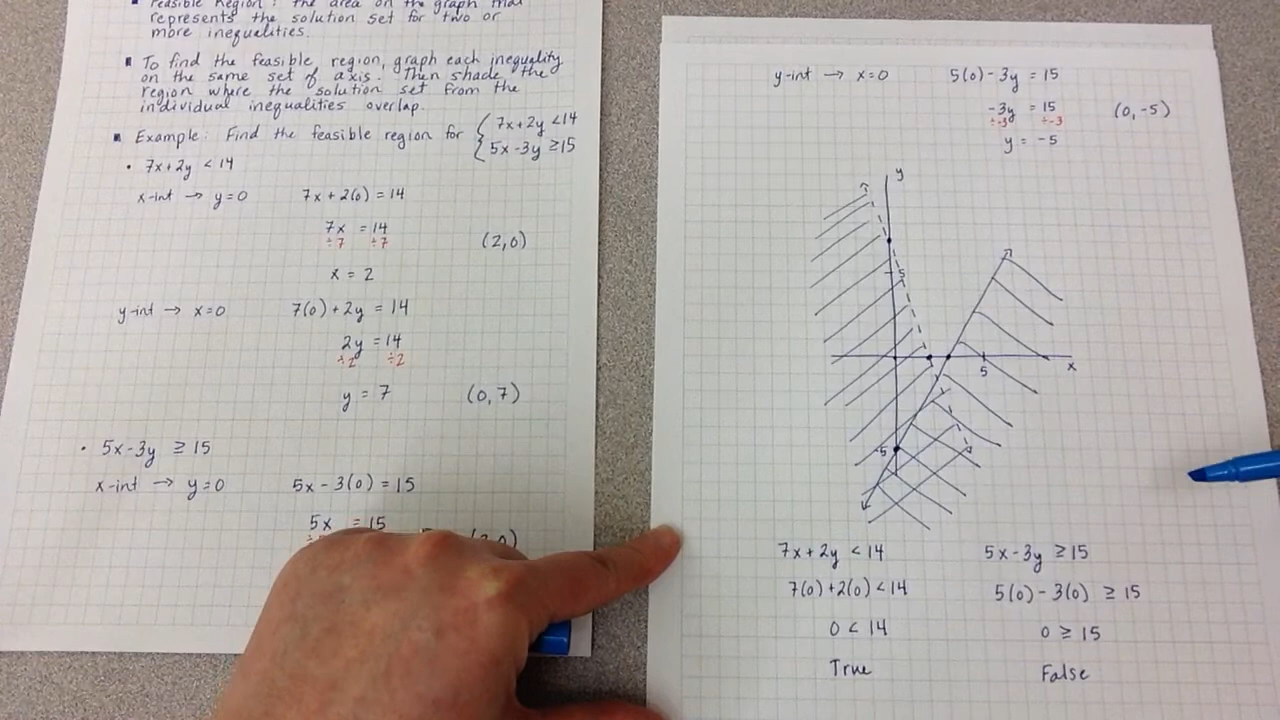 ▪ Feasible Region : the area on the graph that
represents the solution set for two or
more inequalities.
▪ To find the feasible region, graph each inequality
on the same set of axis. Then shade the
region where the solution set from the
individual inequalities overlap.
▪ Example: Find the feasible region for { 7x+2y < 14
5x-3y ≥ 15
• 7x+2y < 14
x-int → y=0 7x + 2(0) = 14
7x = 14
÷7 ÷7 (2,0)
x = 2
y-int → x=0 7(0) + 2y = 14
2y = 14
÷2 ÷2
y = 7 (0,7)
• 5x-3y ≥ 15
x-int → y=0 5x - 3(0) = 15
5x = 15
y-int → x=0 5(0) - 3y = 15
-3y = 15 (0,-5)
÷-3 ÷-3
y = -5
y
5
5
x
-5
7x+2y < 14 5x-3y ≥ 15
7(0)+2(0) < 14 5(0) - 3(0) ≥ 15
0 < 14 0 ≥ 15
True False